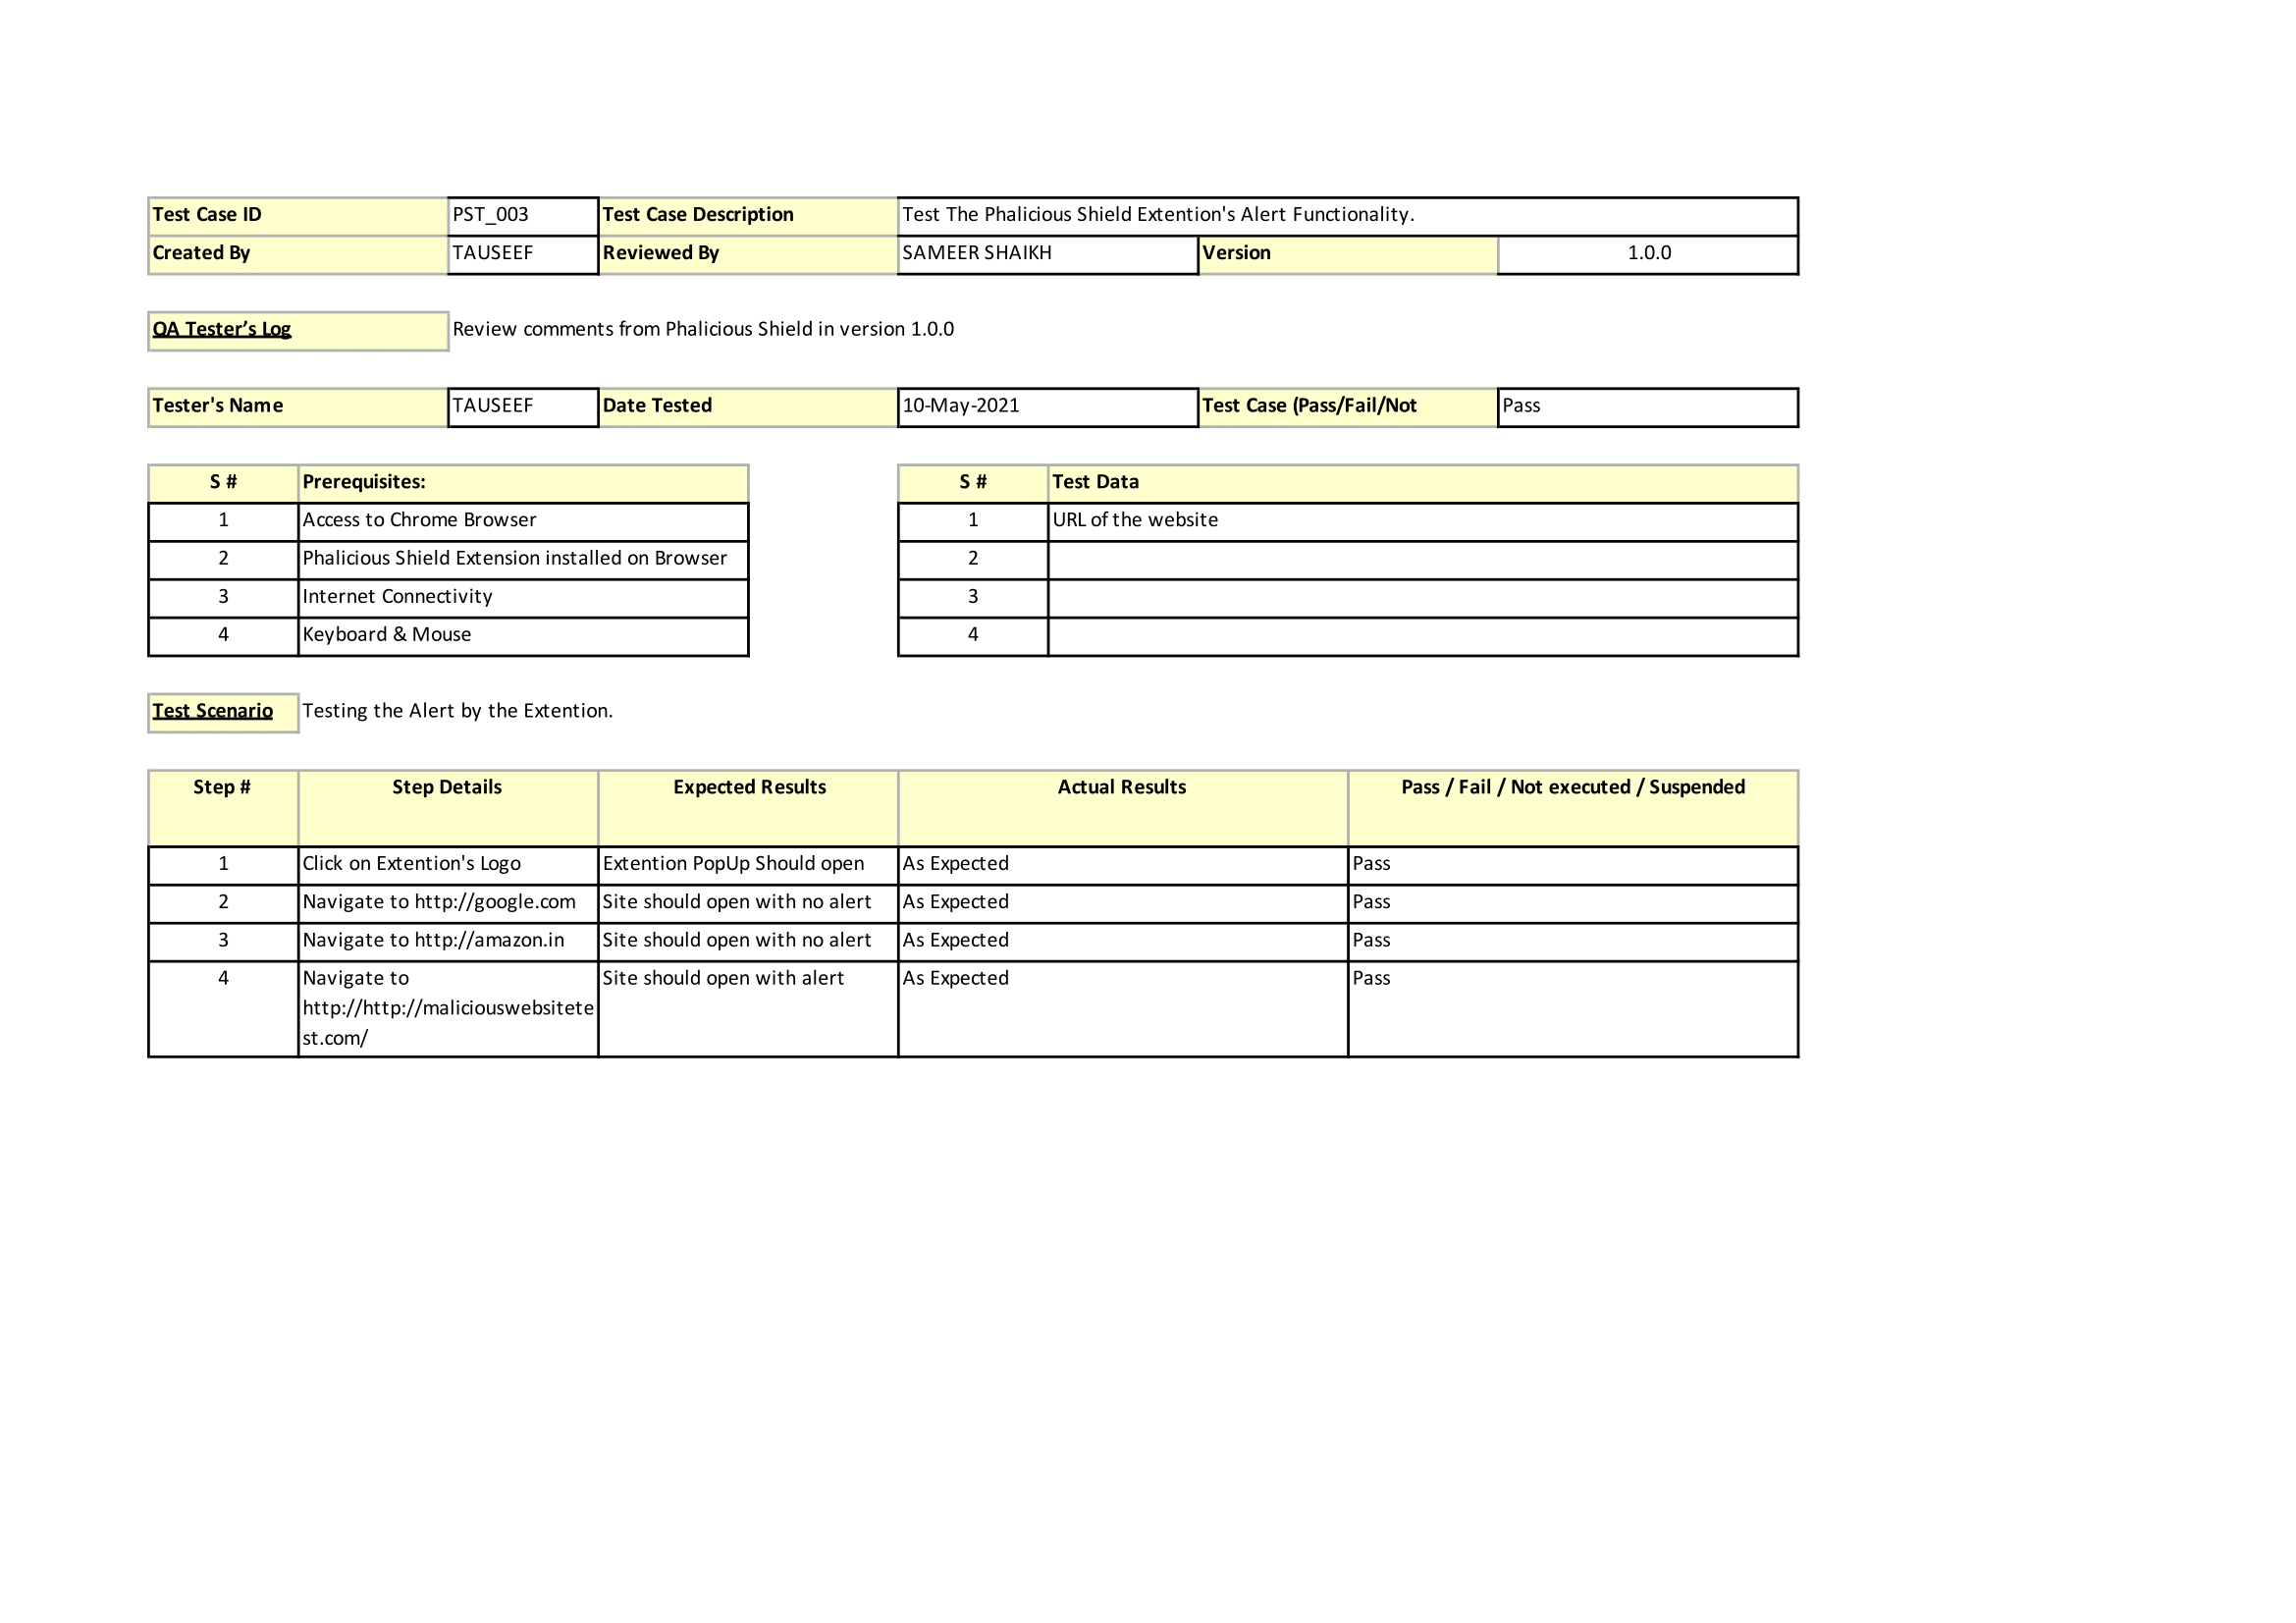 Test Case ID PST_003 Test Case Description Test The Phalicious Shield Extention's Alert Functionality.
Created By TAUSEEF Reviewed By SAMEER SHAIKH Version 1.0.0
QA Tester’s Log Review comments from Phalicious Shield in version 1.0.0
Tester's Name TAUSEEF Date Tested 10-May-2021 Test Case (Pass/Fail/Not Pass
S # Prerequisites: S # Test Data
1 Access to Chrome Browser 1 URL of the website
2 Phalicious Shield Extension installed on Browser 2
3 Internet Connectivity 3
4 Keyboard & Mouse 4
Test Scenario Testing the Alert by the Extention.
Step # Step Details Expected Results Actual Results Pass / Fail / Not executed / Suspended
1 Click on Extention's Logo Extention PopUp Should open As Expected Pass
2 Navigate to http://google.com Site should open with no alert As Expected Pass
3 Navigate to http://amazon.in Site should open with no alert As Expected Pass
4 Navigate to Site should open with alert As Expected Pass
http://http://maliciouswebsitete
st.com/